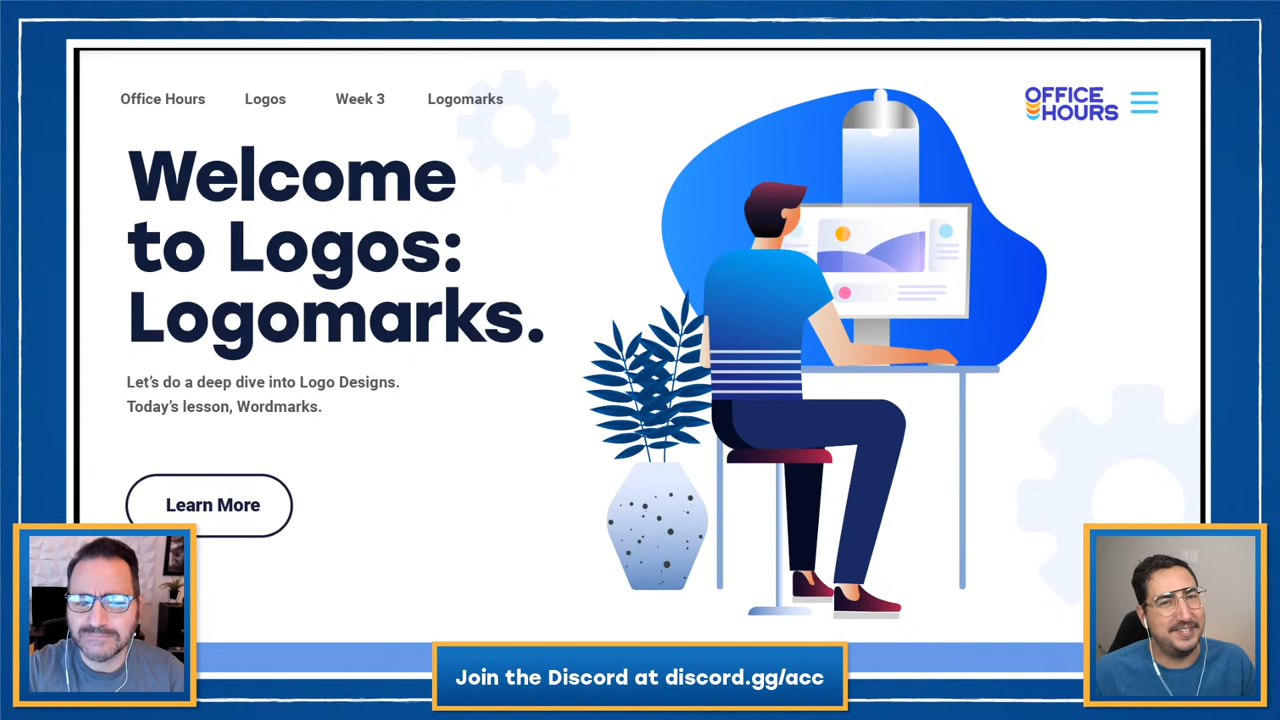 Office Hours Logos Week 3 Logomarks
OFFICE
HOURS
Welcome
to Logos:
Logomarks.
Let's do a deep dive into Logo Designs.
Today's lesson, Wordmarks.
Learn More
Join the Discord at discord.gg/acc